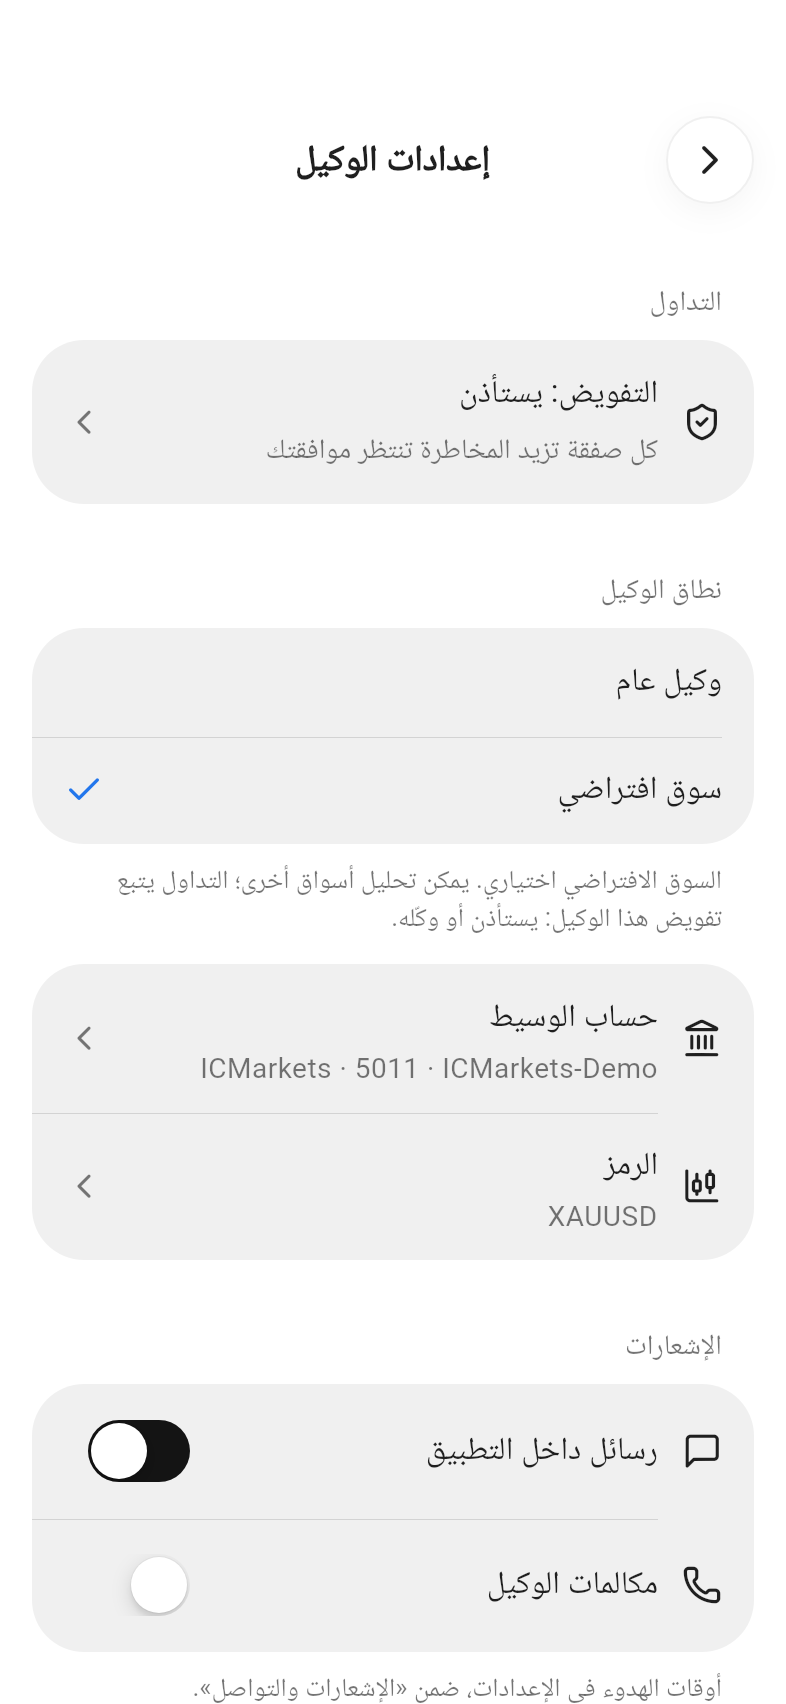 إعدادات الوكيل
التداول
التفويض: يستأذن
كل صفقة تزيد المخاطرة تنتظر موافقتك
نطاق الوكيل
وكيل عام
سوق افتراضي
السوق الافتراضي اختياري. يمكن تحليل أسواق أخرى؛ التداول يتبع
تفويض هذا الوكيل: يستأذن أو وكّله.
حساب الوسيط
ICMarkets · 5011 · ICMarkets-Demo
الرمز
XAUUSD
الإشعارات
رسائل داخل التطبيق
مكالمات الوكيل
أوقات الهدوء في الإعدادات، ضمن «الإشعارات والتواصل».